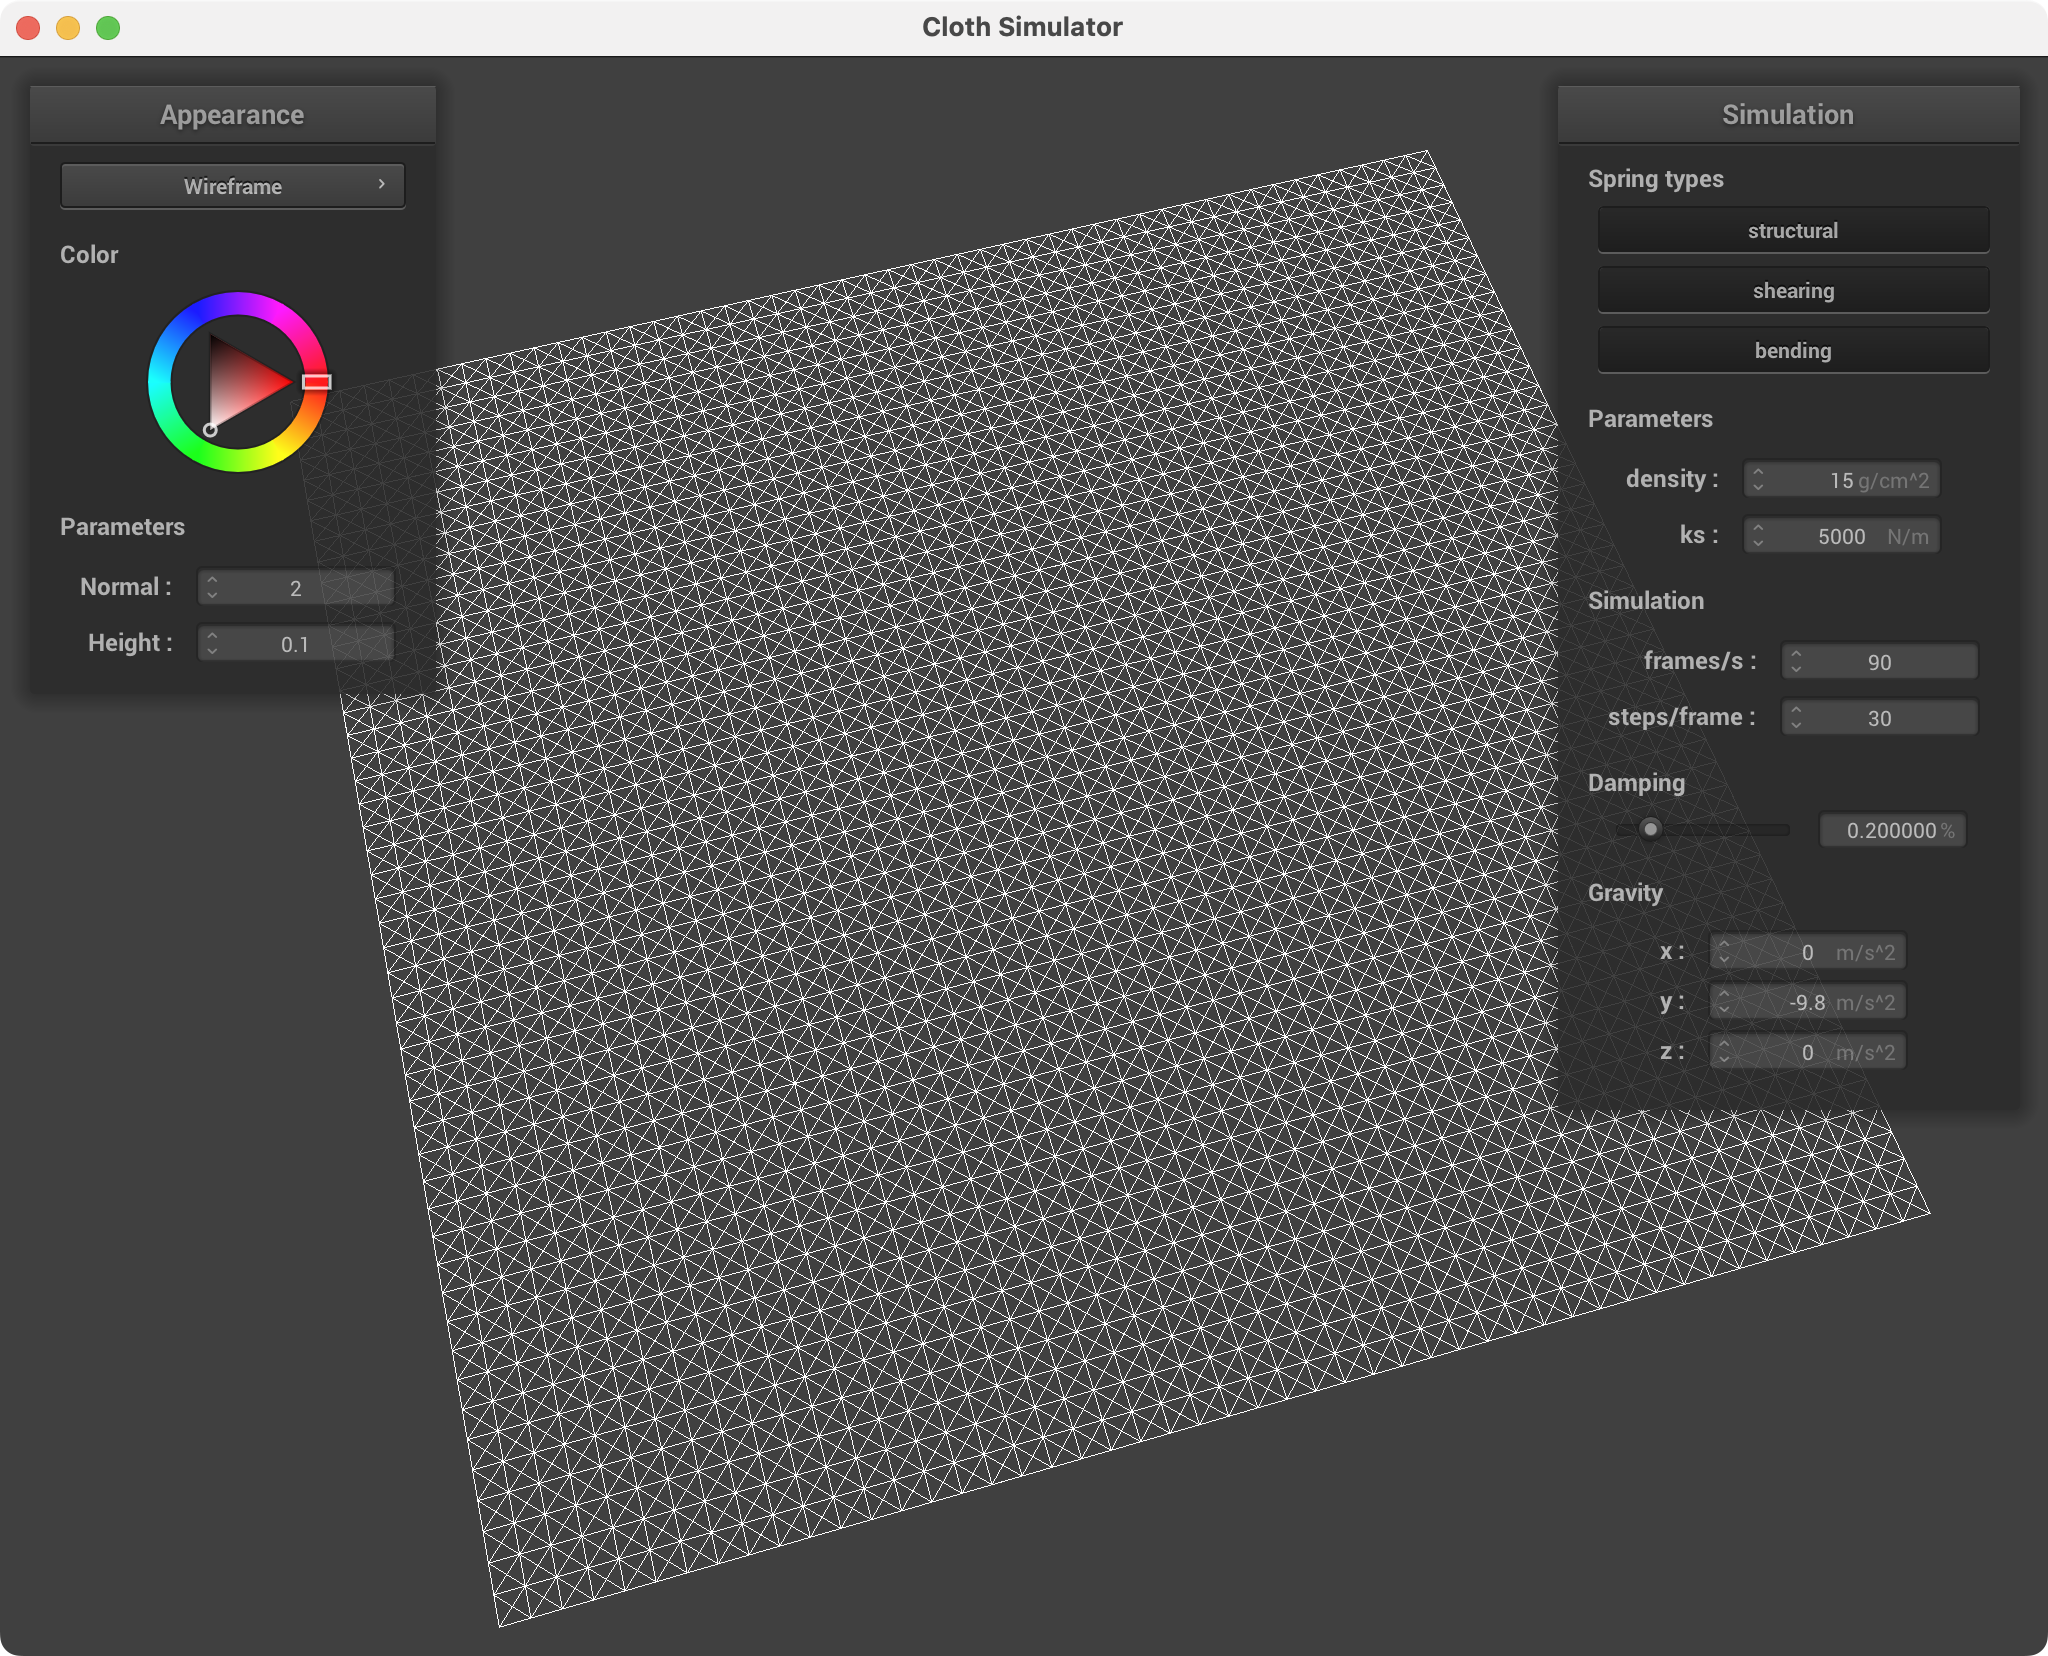 Cloth Simulator
Appearance
Wireframe
Color
Parameters
Normal : 2
Height : 0.1
Simulation
Spring types
structural
shearing
bending
Parameters
density : 15 g/cm^2
ks : 5000 N/m
Simulation
frames/s : 90
steps/frame : 30
Damping
0.200000 %
Gravity
x : 0 m/s^2
y : -9.8 m/s^2
z : 0 m/s^2